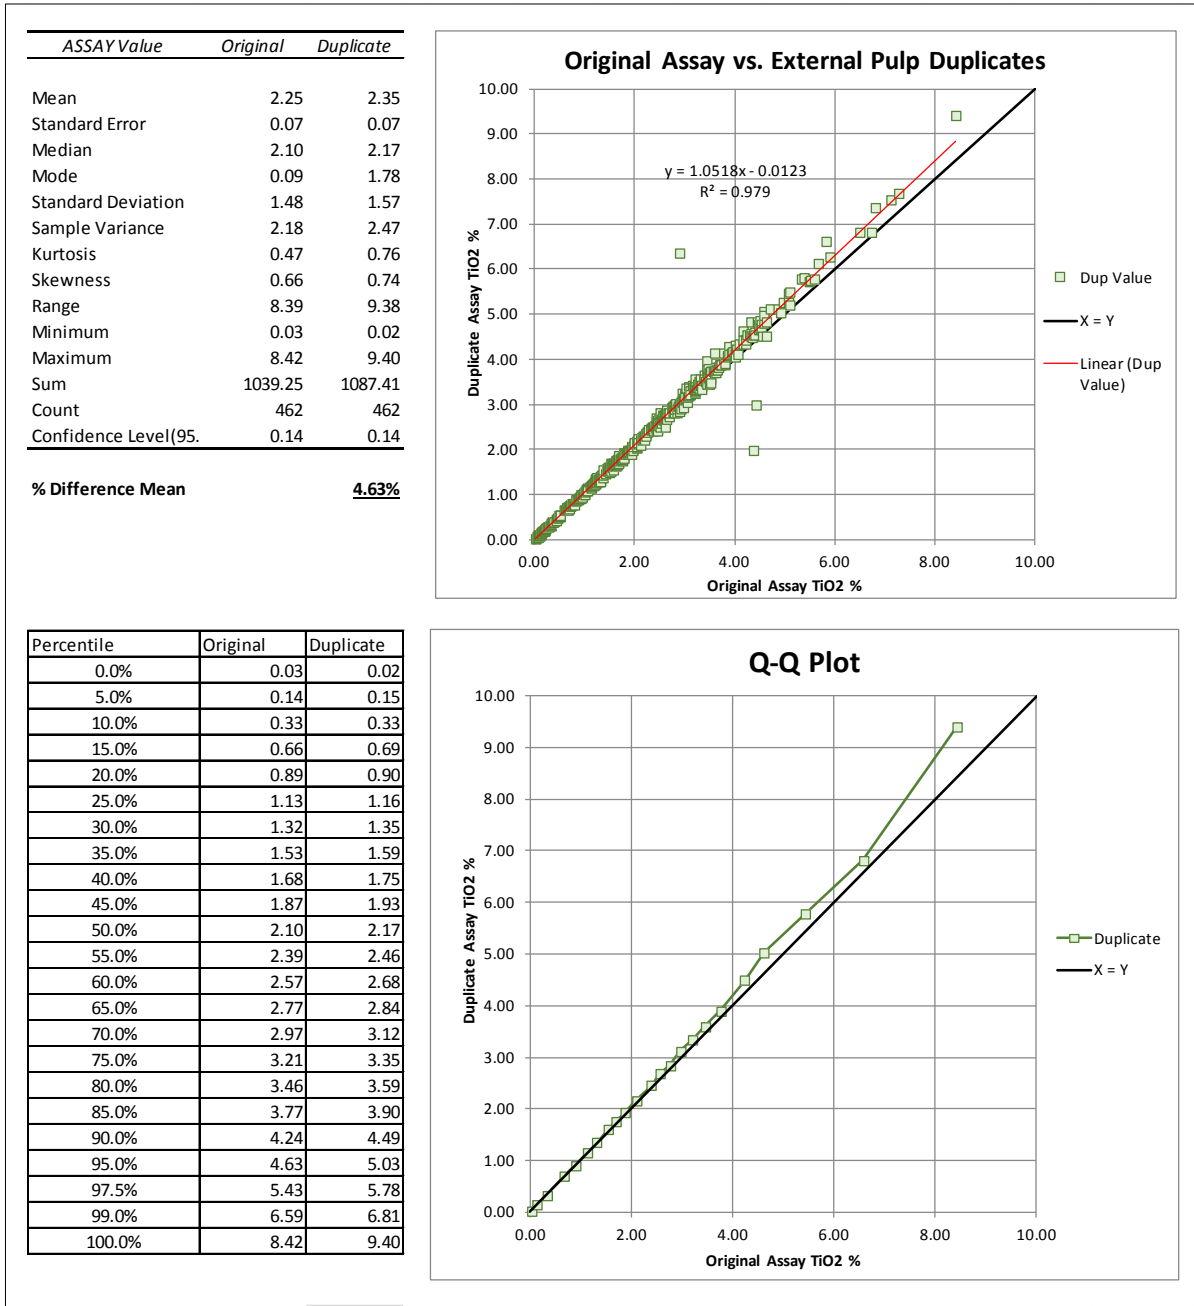 ASSAY Value Original Duplicate
Mean 2.25 2.35
Standard Error 0.07 0.07
Median 2.10 2.17
Mode 0.09 1.78
Standard Deviation 1.48 1.57
Sample Variance 2.18 2.47
Kurtosis 0.47 0.76
Skewness 0.66 0.74
Range 8.39 9.38
Minimum 0.03 0.02
Maximum 8.42 9.40
Sum 1039.25 1087.41
Count 462 462
Confidence Level(95. 0.14 0.14
% Difference Mean 4.63%
Original Assay vs. External Pulp Duplicates
10.00
9.00
8.00
7.00
6.00
5.00
4.00
3.00
2.00
1.00
0.00
Duplicate Assay TiO2 %
y = 1.0518x - 0.0123
R² = 0.979
0.00 2.00 4.00 6.00 8.00 10.00
Original Assay TiO2 %
Dup Value
X = Y
Linear (Dup
Value)
Percentile Original Duplicate
0.0% 0.03 0.02
5.0% 0.14 0.15
10.0% 0.33 0.33
15.0% 0.66 0.69
20.0% 0.89 0.90
25.0% 1.13 1.16
30.0% 1.32 1.35
35.0% 1.53 1.59
40.0% 1.68 1.75
45.0% 1.87 1.93
50.0% 2.10 2.17
55.0% 2.39 2.46
60.0% 2.57 2.68
65.0% 2.77 2.84
70.0% 2.97 3.12
75.0% 3.21 3.35
80.0% 3.46 3.59
85.0% 3.77 3.90
90.0% 4.24 4.49
95.0% 4.63 5.03
97.5% 5.43 5.78
99.0% 6.59 6.81
100.0% 8.42 9.40
Q-Q Plot
10.00
9.00
8.00
7.00
6.00
5.00
4.00
3.00
2.00
1.00
0.00
Duplicate Assay TiO2 %
0.00 2.00 4.00 6.00 8.00 10.00
Original Assay TiO2 %
Duplicate
X = Y